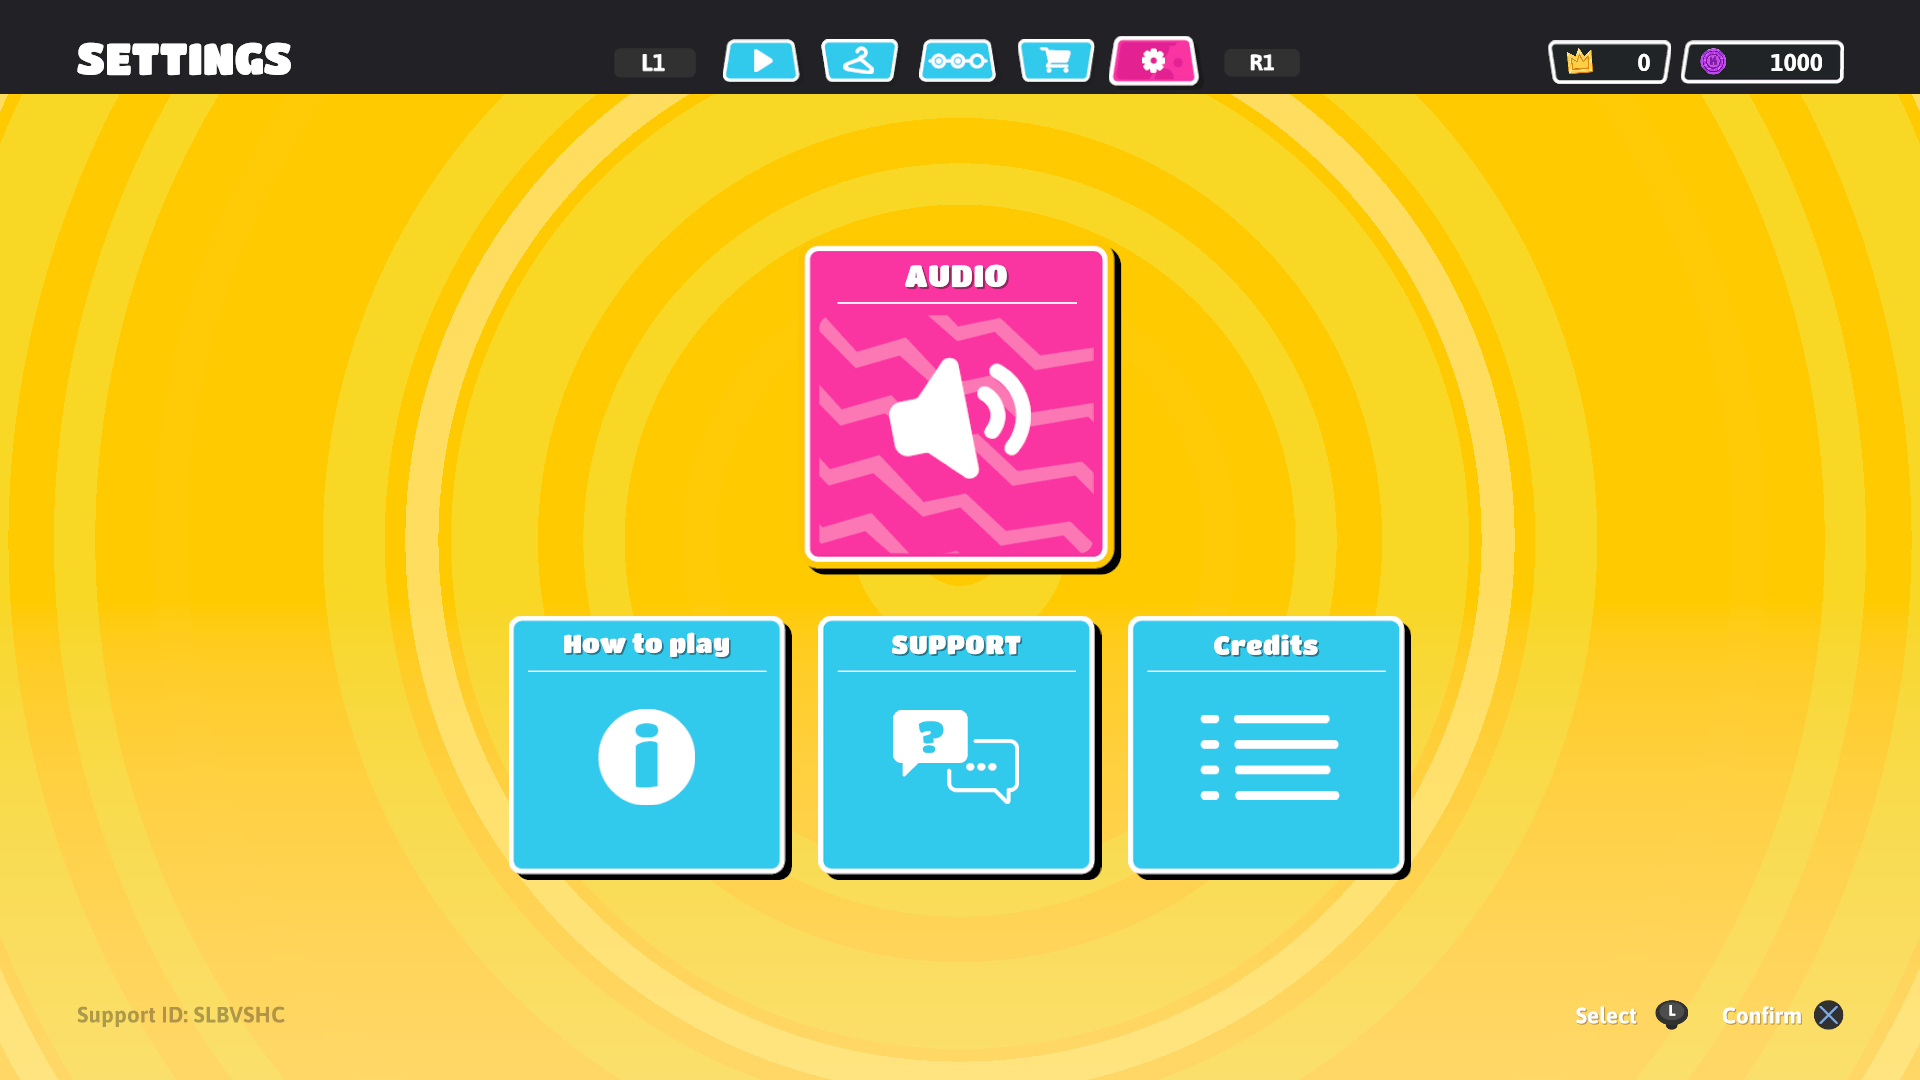 SETTINGS
L1
R1
0
1000
AUDIO
How to play
SUPPORT
?
Credits
Support ID: SLBVSHC
Select
L
Confirm